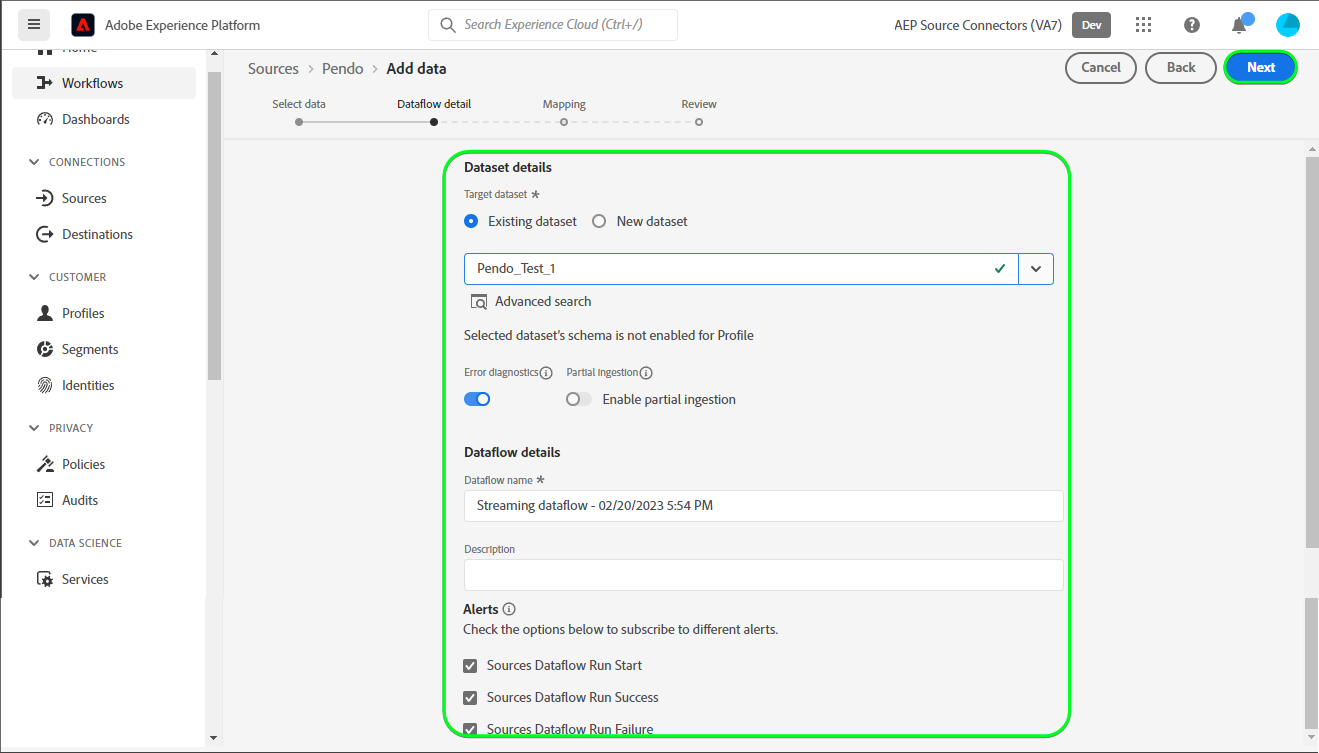 Adobe Experience Platform
Search Experience Cloud (Ctrl+/)
AEP Source Connectors (VA7)
Dev
Home
Workflows
Dashboards
CONNECTIONS
Sources
Destinations
CUSTOMER
Profiles
Segments
Identities
PRIVACY
Policies
Audits
DATA SCIENCE
Services
Sources > Pendo > Add data
Cancel
Back
Next
Select data
Dataflow detail
Mapping
Review
Dataset details
Target dataset *
Existing dataset
New dataset
Pendo_Test_1
Advanced search
Selected dataset's schema is not enabled for Profile
Error diagnostics
Partial ingestion
Enable partial ingestion
Dataflow details
Dataflow name *
Streaming dataflow - 02/20/2023 5:54 PM
Description
Alerts
Check the options below to subscribe to different alerts.
Sources Dataflow Run Start
Sources Dataflow Run Success
Sources Dataflow Run Failure